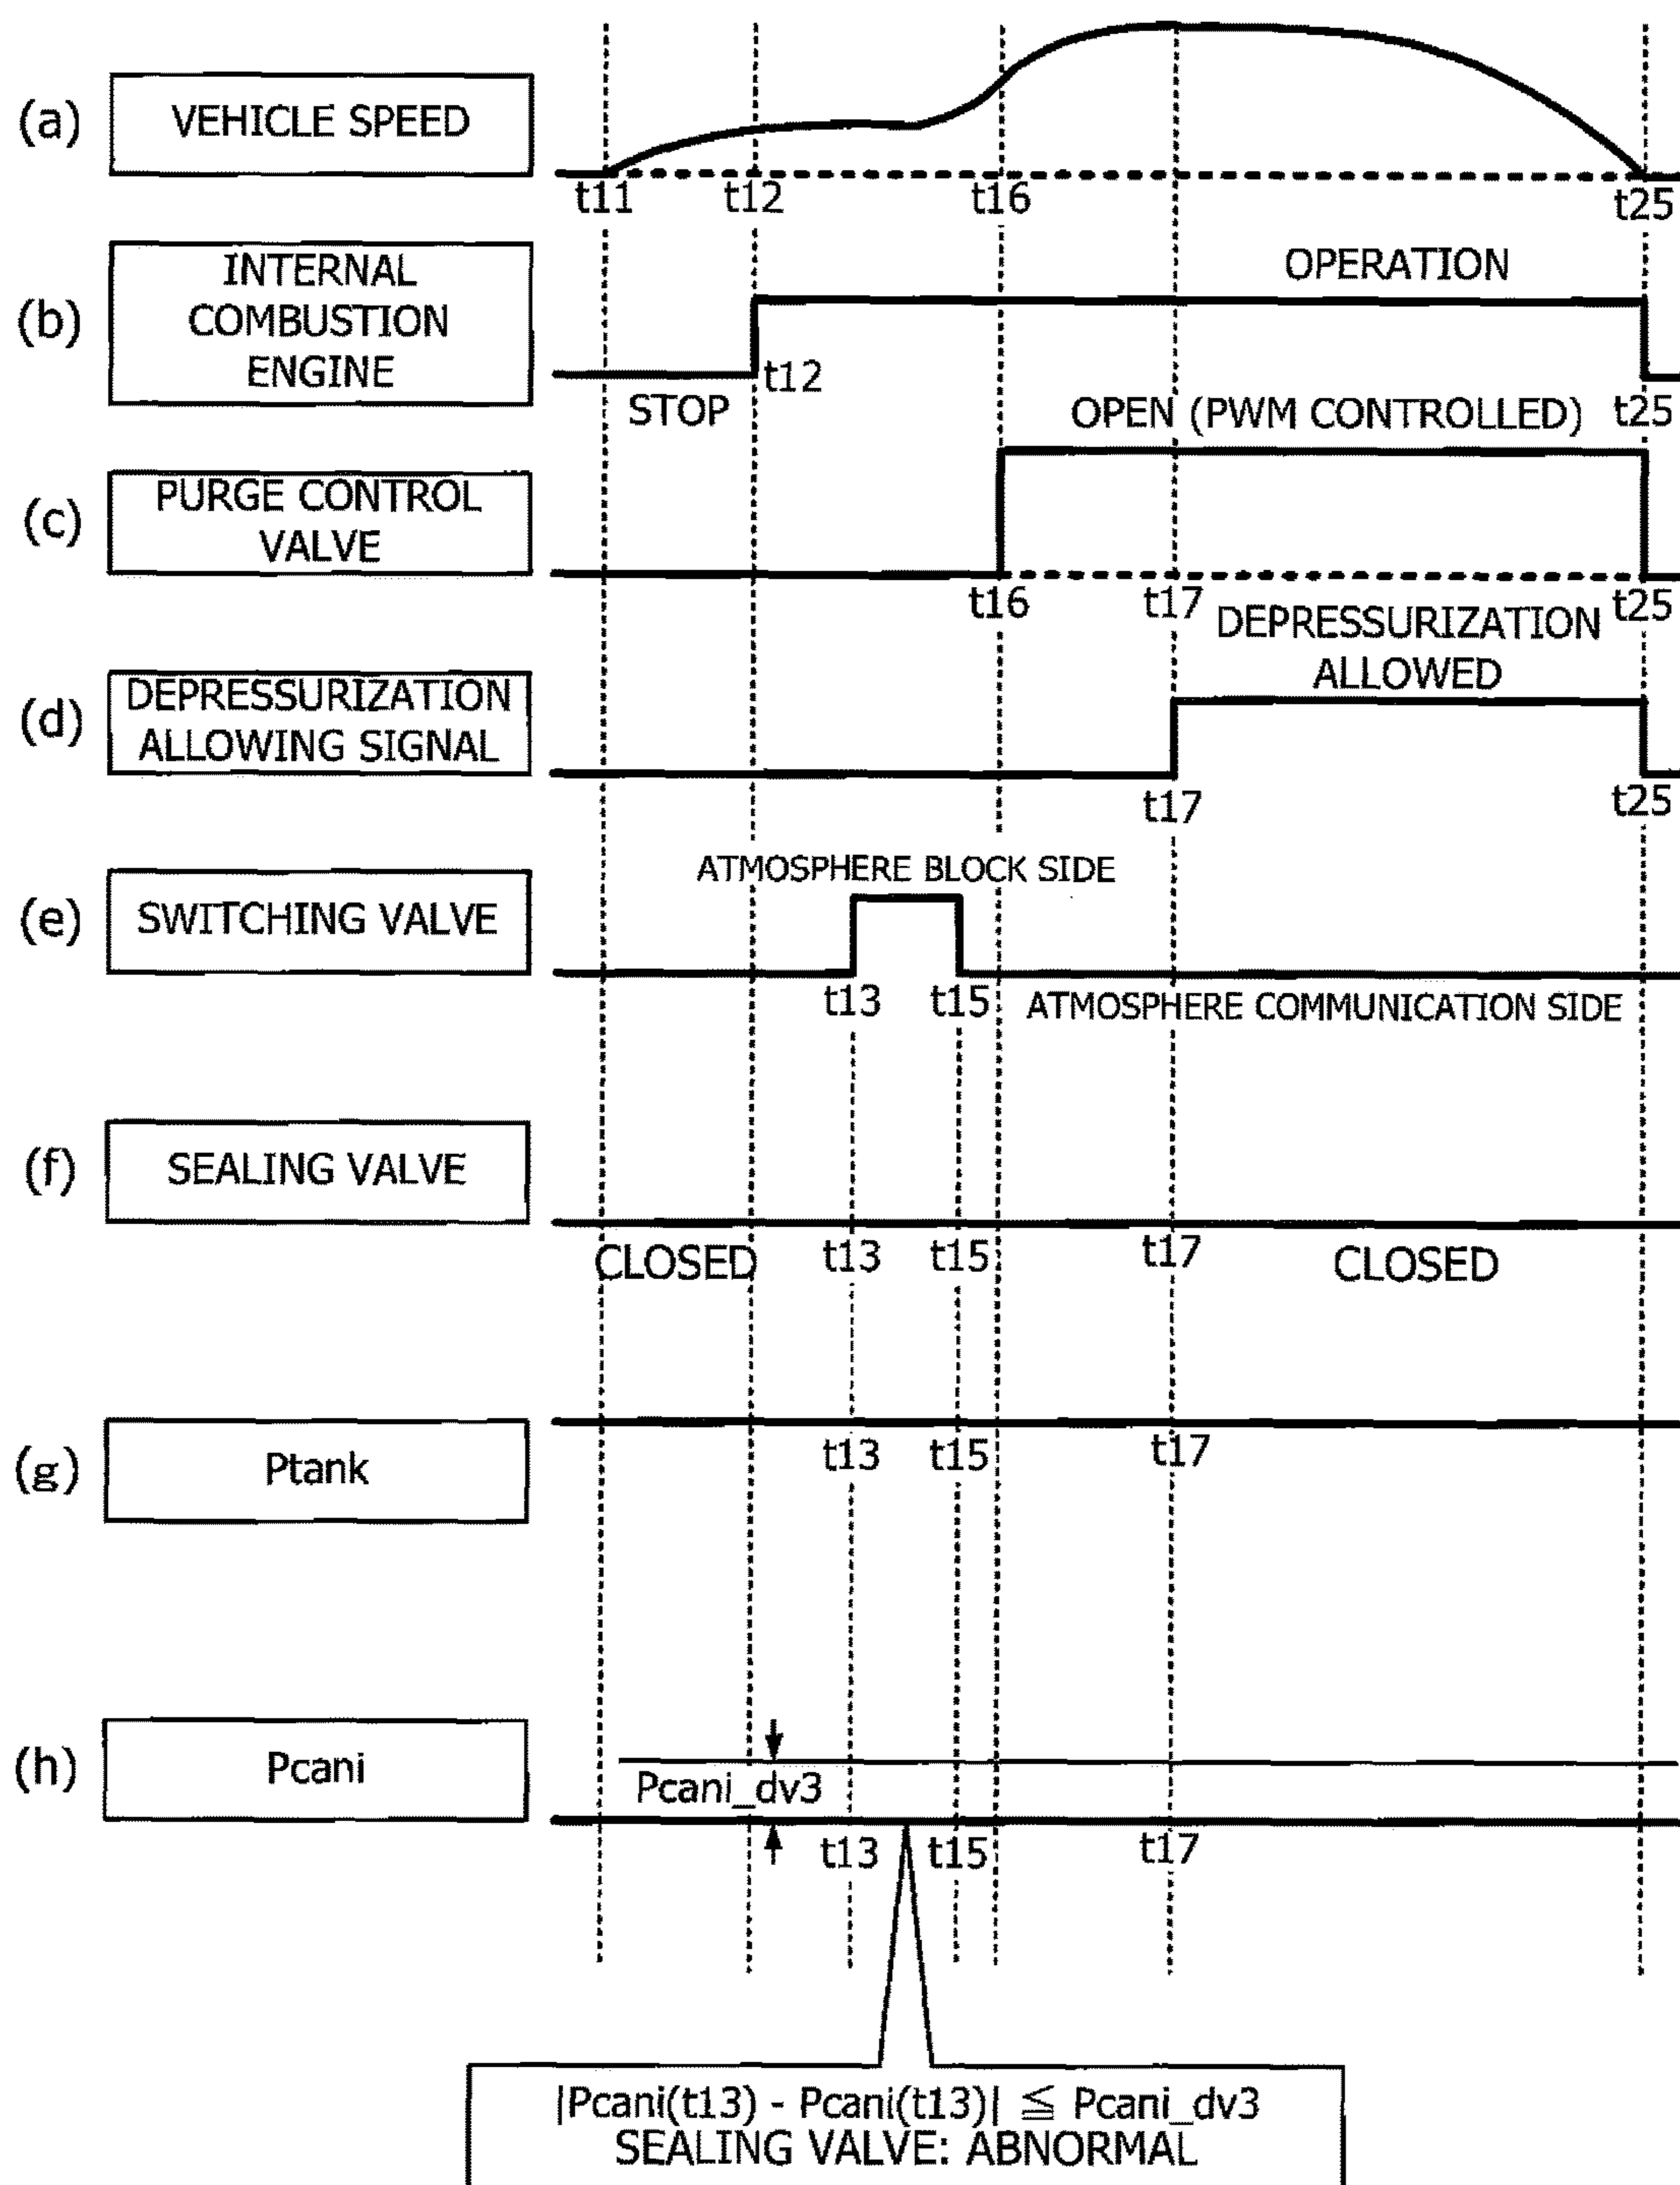 (a) VEHICLE SPEED
t11 t12 t16 t25
(b) INTERNAL
COMBUSTION
ENGINE
OPERATION
STOP
t12
t25
(c) PURGE CONTROL
VALVE
OPEN (PWM CONTROLLED)
t16 t17 t25
(d) DEPRESSURIZATION
ALLOWING SIGNAL
DEPRESSURIZATION
ALLOWED
t17 t25
(e) SWITCHING VALVE
ATMOSPHERE BLOCK SIDE
t13 t15 ATMOSPHERE COMMUNICATION SIDE
(f) SEALING VALVE
CLOSED t13 t15 t17 CLOSED
(g) Ptank
t13 t15 t17
(h) Pcani
Pcani_dv3
t13 t15 t17
|Pcani(t13) - Pcani(t13)| ≦ Pcani_dv3
SEALING VALVE: ABNORMAL